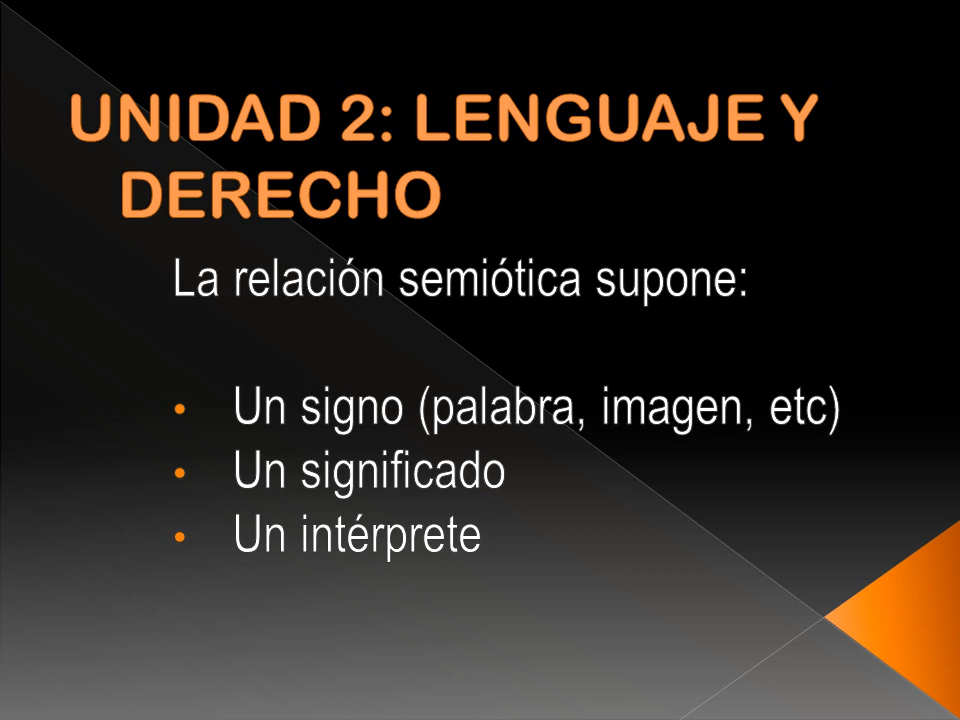 UNIDAD 2: LENGUAJE Y
DERECHO
La relación semiótica supone:
• Un signo (palabra, imagen, etc)
• Un significado
• Un intérprete